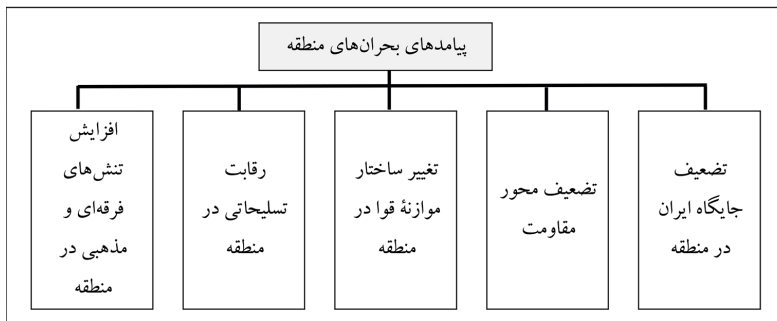 پیامدهای بحران‌های منطقه
تضعیف
جایگاه ایران
در منطقه
تضعیف محور
مقاومت
تغییر ساختار
موازنهٔ قوا در
منطقه
رقابت
تسلیحاتی در
منطقه
افزایش
تنش‌های
فرقه‌ای و
مذهبی در
منطقه